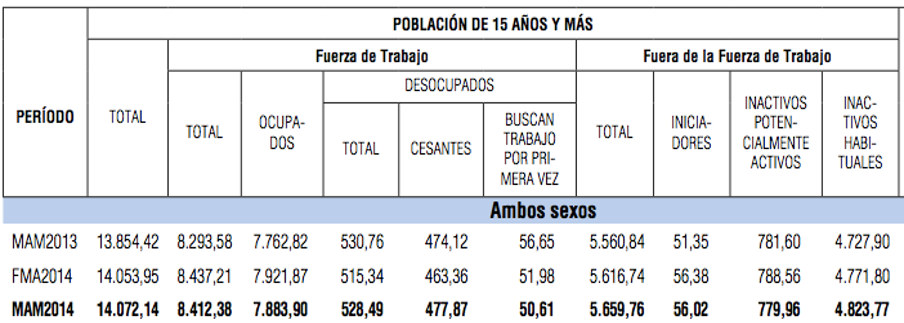 POBLACIÓN DE 15 AÑOS Y MÁS
Fuerza de Trabajo Fuera de la Fuerza de Trabajo
PERÍODO
TOTAL
TOTAL
OCUPA-
DOS
DESOCUPADOS
TOTAL
CESANTES
BUSCAN
TRABAJO
POR PRI-
MERA VEZ
TOTAL
INICIA-
DORES
INACTIVOS
POTEN-
CIALMENTE
ACTIVOS
INAC-
TIVOS
HABI-
TUALES
Ambos sexos
MAM2013 13.854,42 8.293,58 7.762,82 530,76 474,12 56,65 5.560,84 51,35 781,60 4.727,90
FMA2014 14.053,95 8.437,21 7.921,87 515,34 463,36 51,98 5.616,74 56,38 788,56 4.771,80
MAM2014 14.072,14 8.412,38 7.883,90 528,49 477,87 50,61 5.659,76 56,02 779,96 4.823,77